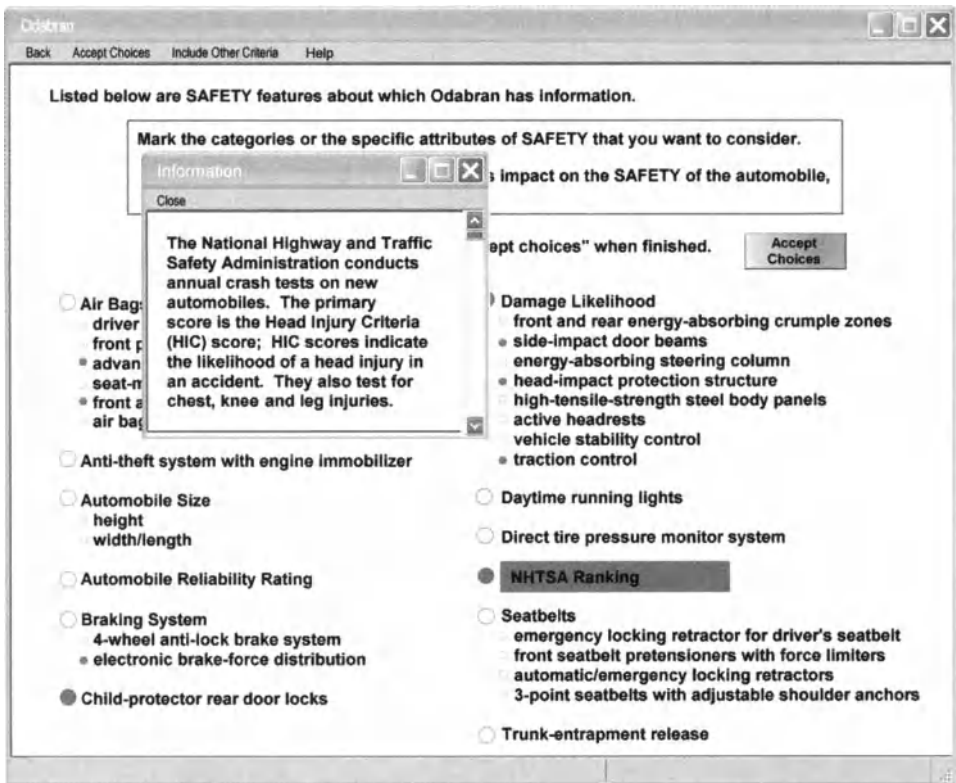 Odabran
Back Accept Choices Include Other Criteria Help
Listed below are SAFETY features about which Odabran has information.
Mark the categories or the specific attributes of SAFETY that you want to consider.
Information
impact on the SAFETY of the automobile,
Close
The National Highway and Traffic
Safety Administration conducts
annual crash tests on new
automobiles. The primary
score is the Head Injury Criteria
(HIC) score; HIC scores indicate
the likelihood of a head injury in
an accident. They also test for
chest, knee and leg injuries.
ept choices" when finished.
Accept
Choices
Air Bags
driver
front
advan
seat-m
front a
air bag
Anti-theft system with engine immobilizer
Automobile Size
height
width/length
Automobile Reliability Rating
Braking System
4-wheel anti-lock brake system
electronic brake-force distribution
Child-protector rear door locks
Damage Likelihood
front and rear energy-absorbing crumple zones
side-impact door beams
energy-absorbing steering column
head-impact protection structure
high-tensile-strength steel body panels
active headrests
vehicle stability control
traction control
Daytime running lights
Direct tire pressure monitor system
NHTSA Ranking
Seatbelts
emergency locking retractor for driver's seatbelt
front seatbelt pretensioners with force limiters
automatic/emergency locking retractors
3-point seatbelts with adjustable shoulder anchors
Trunk-entrapment release